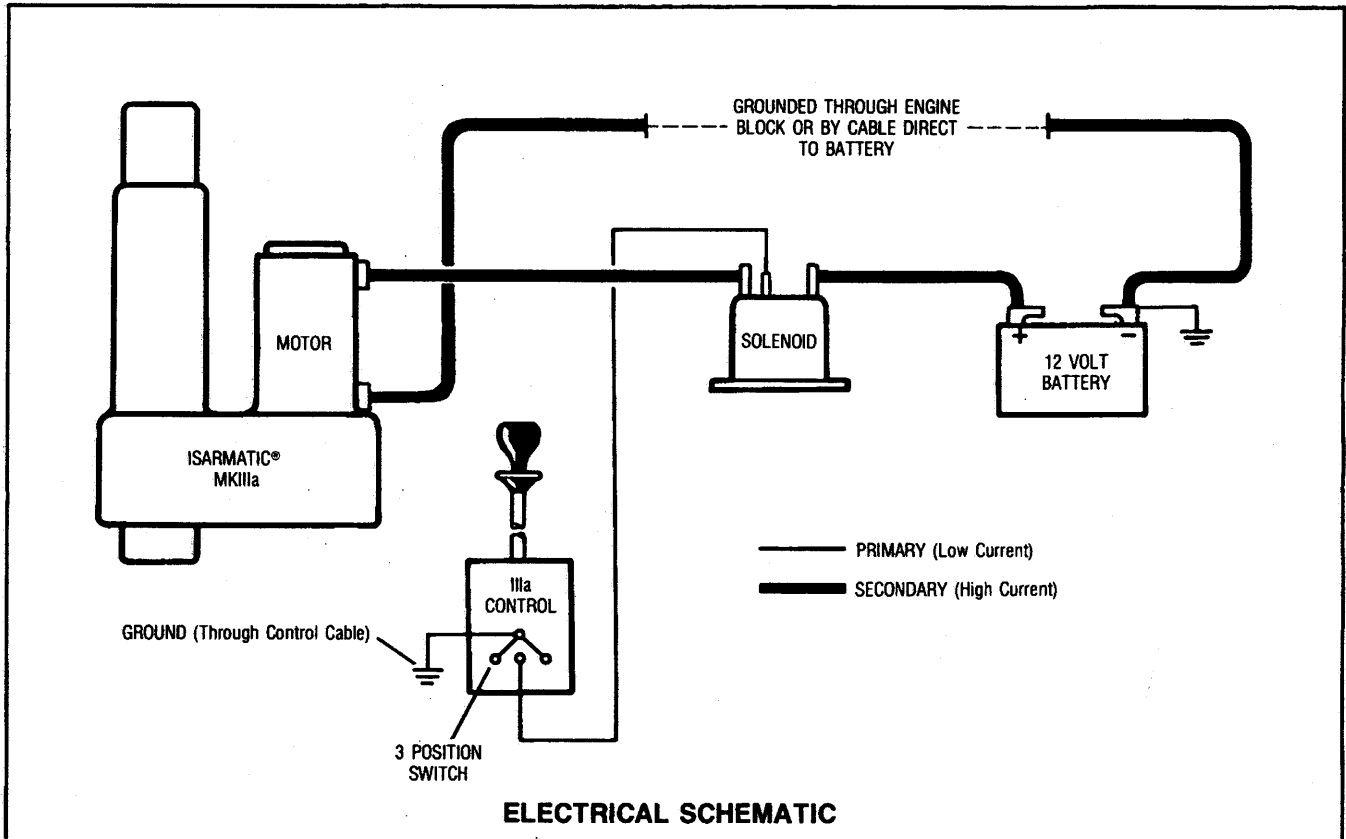 GROUNDED THROUGH ENGINE
BLOCK OR BY CABLE DIRECT
TO BATTERY
MOTOR
SOLENOID
+ −
12 VOLT
BATTERY
ISARMATIC®
MKIIIa
PRIMARY (Low Current)
SECONDARY (High Current)
IIIa
CONTROL
GROUND (Through Control Cable)
3 POSITION
SWITCH
ELECTRICAL SCHEMATIC